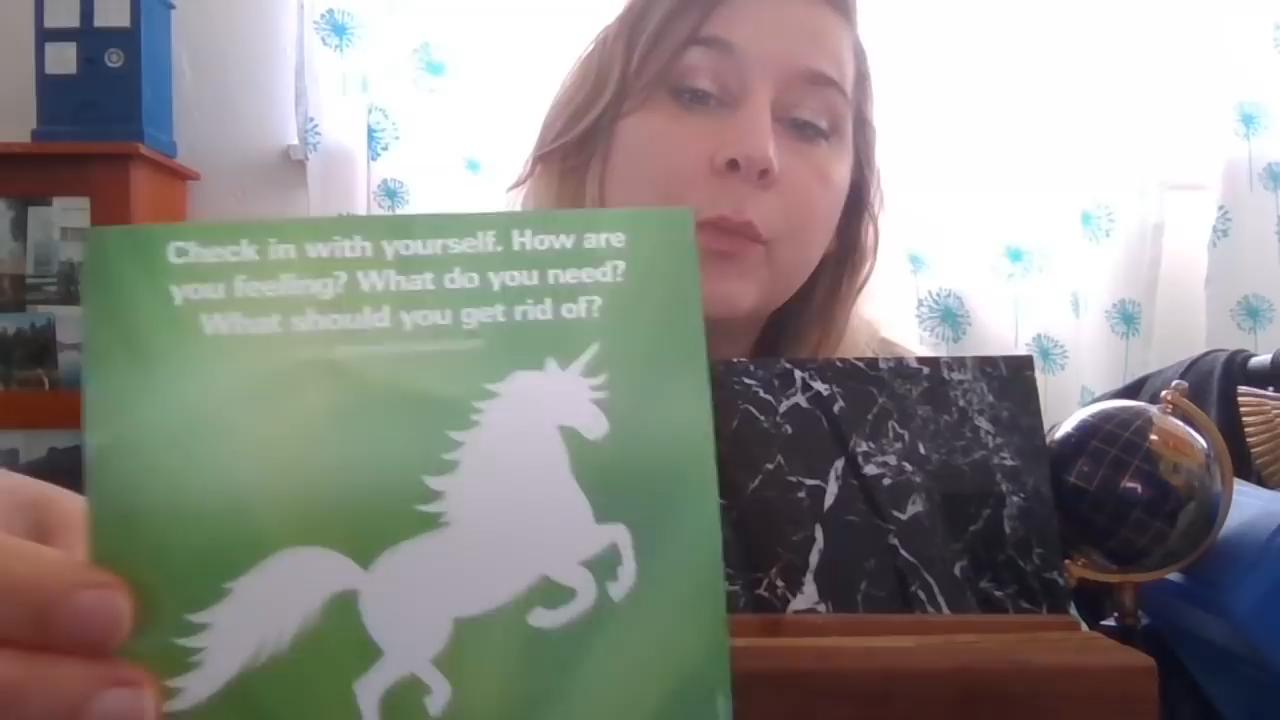 Check in with yourself. How are
you feeling? What do you need?
What should you get rid of?